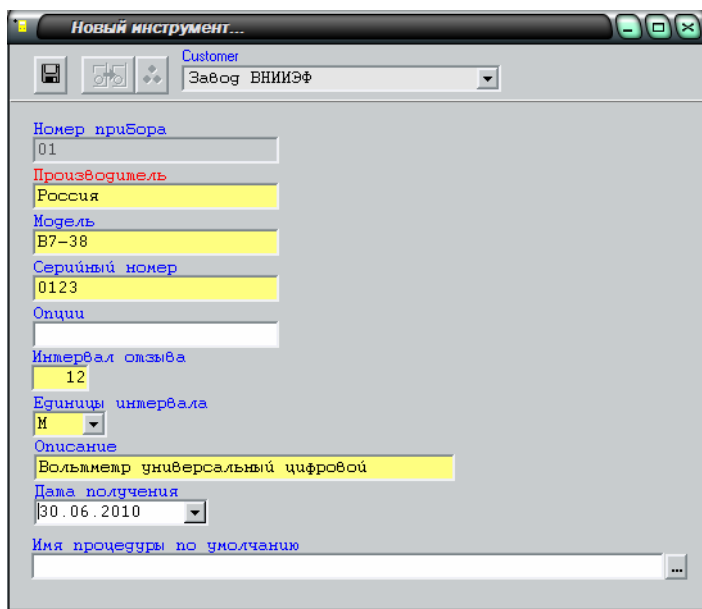 Новый инструмент...
Customer
Завод ВНИИЭФ
Номер прибора
01
Производитель
Россия
Модель
В7-38
Серийный номер
0123
Опции
Интервал отзыва
12
Единицы интервала
М
Описание
Вольтметр универсальный цифровой
Дата получения
30.06.2010
Имя процедуры по умолчанию
...